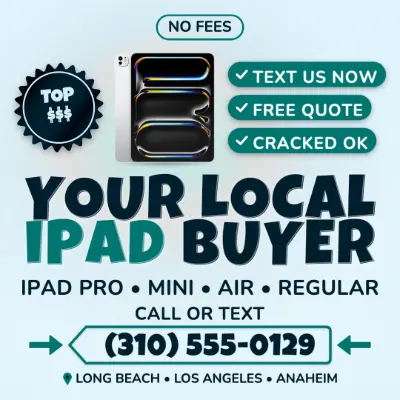 NO FEES
TOP
$$$
TEXT US NOW
FREE QUOTE
CRACKED OK
YOUR LOCAL
IPAD BUYER
IPAD PRO • MINI • AIR • REGULAR
CALL OR TEXT
(310) 555-0129
LONG BEACH • LOS ANGELES • ANAHEIM